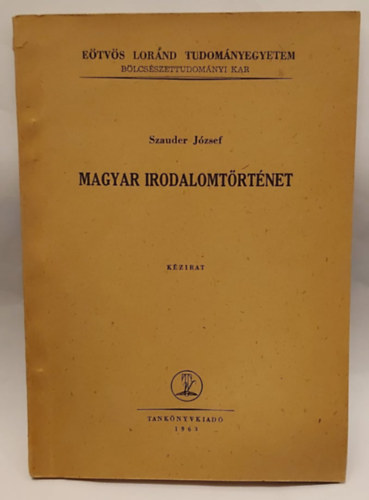 EÖTVÖS LORÁND TUDOMÁNYEGYETEM
BÖLCSÉSZETTUDOMÁNYI KAR
Szauder József
MAGYAR IRODALOMTÖRTÉNET
KÉZIRAT
TANKÖNYVKIADÓ